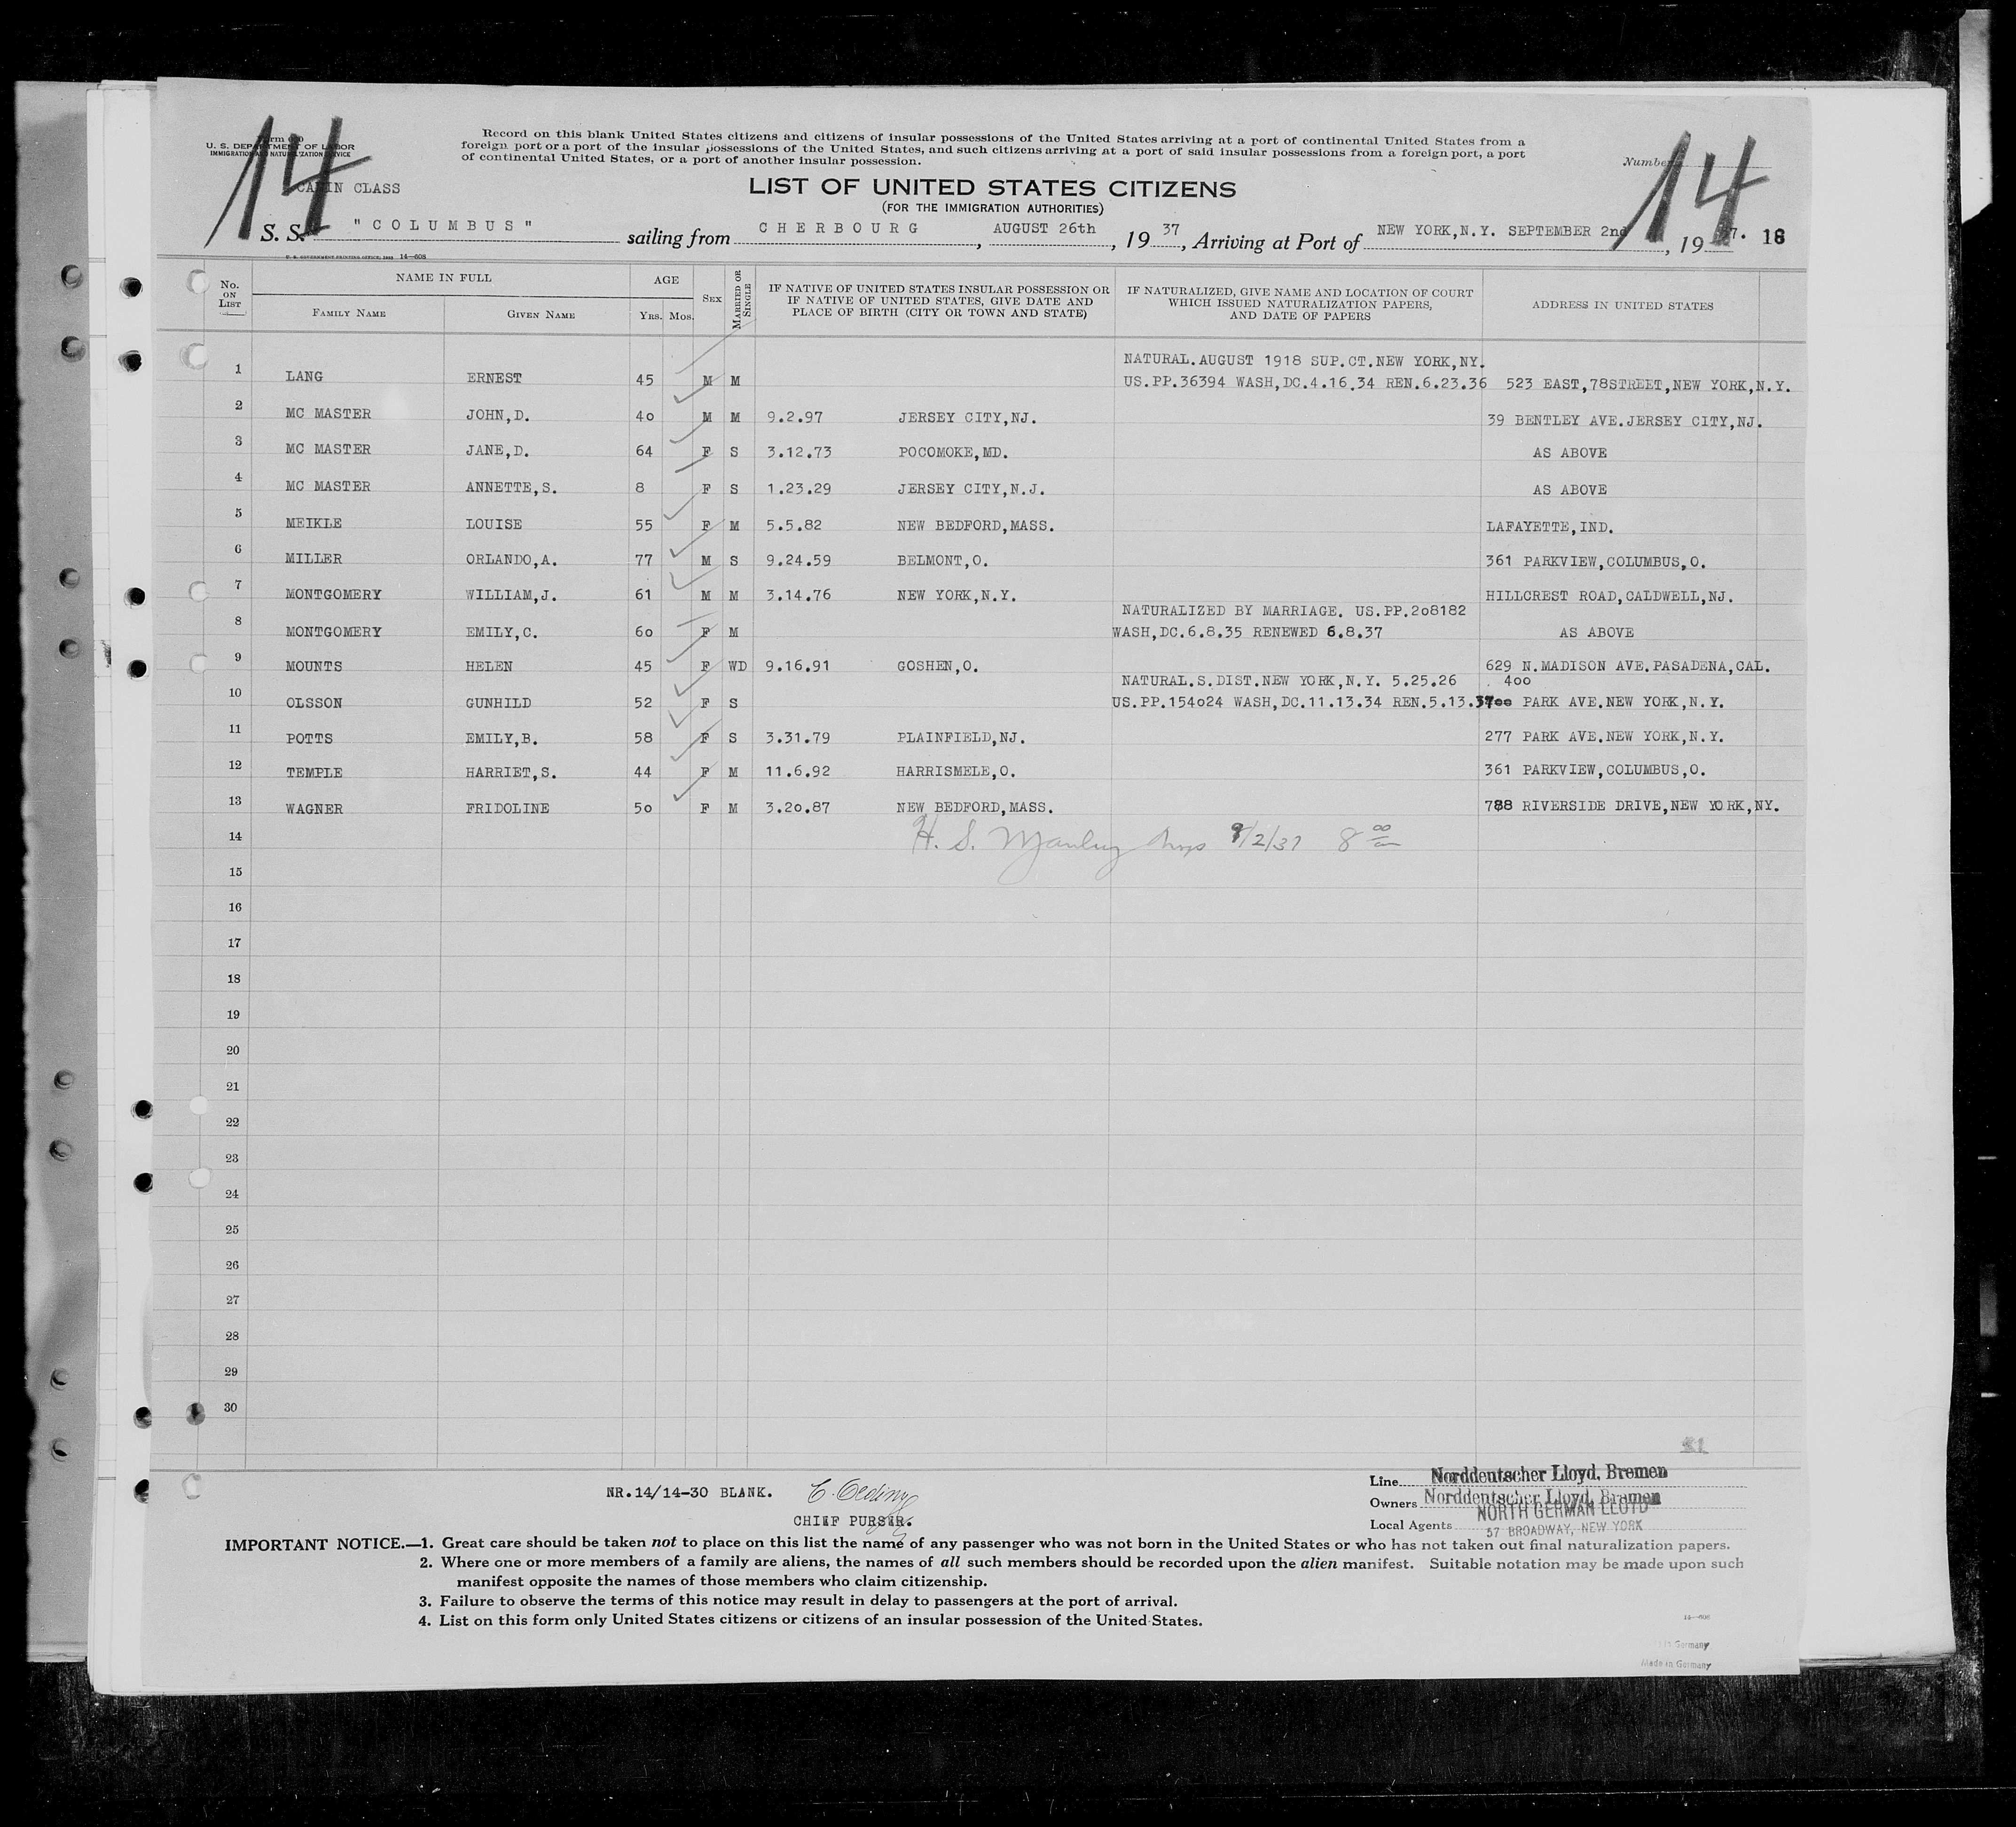 14
14
U. S. DEPARTMENT OF LABOR
IMMIGRATION AND NATURALIZATION SERVICE
Record on this blank United States citizens and citizens of insular possessions of the United States arriving at a port of continental United States from a
foreign port or a port of the insular possessions of the United States, and such citizens arriving at a port of said insular possessions from a foreign port, a port
of continental United States, or a port of another insular possession.
Number
CABIN CLASS
LIST OF UNITED STATES CITIZENS
(FOR THE IMMIGRATION AUTHORITIES)
S. S. "COLUMBUS" sailing from CHERBOURG, AUGUST 26th, 19 37, Arriving at Port of NEW YORK,N.Y. SEPTEMBER 2nd, 19 37. 18
U. S. GOVERNMENT PRINTING OFFICE 14—608
No. ON LIST NAME IN FULL AGE SEX MARRIED OR SINGLE IF NATIVE OF UNITED STATES INSULAR POSSESSION OR IF NATIVE OF UNITED STATES, GIVE DATE AND PLACE OF BIRTH (CITY OR TOWN AND STATE) IF NATURALIZED, GIVE NAME AND LOCATION OF COURT WHICH ISSUED NATURALIZATION PAPERS, AND DATE OF PAPERS ADDRESS IN UNITED STATES
FAMILY NAME GIVEN NAME YRS. MOS.
NATURAL.AUGUST 1918 SUP.CT.NEW YORK,NY.
1 LANG ERNEST 45 M M US.PP.36394 WASH,DC.4.16.34 REN.6.23.36 523 EAST,78STREET,NEW YORK,N.Y.
2 MC MASTER JOHN,D. 4o M M 9.2.97 JERSEY CITY,NJ. 39 BENTLEY AVE.JERSEY CITY,NJ.
3 MC MASTER JANE,D. 64 F S 3.12.73 POCOMOKE,MD. AS ABOVE
4 MC MASTER ANNETTE,S. 8 F S 1.23.29 JERSEY CITY,N.J. AS ABOVE
5 MEIKLE LOUISE 55 F M 5.5.82 NEW BEDFORD,MASS. LAFAYETTE,IND.
6 MILLER ORLANDO,A. 77 M S 9.24.59 BELMONT,O. 361 PARKVIEW,COLUMBUS,O.
7 MONTGOMERY WILLIAM,J. 61 M M 3.14.76 NEW YORK,N.Y. HILLCREST ROAD,CALDWELL,NJ.
NATURALIZED BY MARRIAGE. US.PP.2o8182
8 MONTGOMERY EMILY,C. 6o F M WASH,DC.6.8.35 RENEWED 6.8.37 AS ABOVE
9 MOUNTS HELEN 45 F WD 9.16.91 GOSHEN,O. 629 N.MADISON AVE.PASADENA,CAL.
NATURAL.S.DIST.NEW YORK,N.Y. 5.25.26 4oo
10 OLSSON GUNHILD 52 F S US.PP.154o24 WASH,DC.11.13.34 REN.5.13.37 PARK AVE.NEW YORK,N.Y.
11 POTTS EMILY,B. 58 F S 3.31.79 PLAINFIELD,NJ. 277 PARK AVE.NEW YORK,N.Y.
12 TEMPLE HARRIET,S. 44 F M 11.6.92 HARRISMELE,O. 361 PARKVIEW,COLUMBUS,O.
13 WAGNER FRIDOLINE 5o F M 3.2o.87 NEW BEDFORD,MASS. 788 RIVERSIDE DRIVE,NEW YORK,NY.
14 H. S. Manley 9/2/37 8 00
15
16
17
18
19
20
21
22
23
24
25
26
27
28
29
30
NR.14/14-3O BLANK.
CHIEF PURSER.
Line Norddeutscher Lloyd, Bremen
Owners Norddeutscher Lloyd, Bremen
NORTH GERMAN LLOYD
Local Agents 57 BROADWAY, NEW YORK
IMPORTANT NOTICE.—1. Great care should be taken not to place on this list the name of any passenger who was not born in the United States or who has not taken out final naturalization papers.
2. Where one or more members of a family are aliens, the names of all such members should be recorded upon the alien manifest. Suitable notation may be made upon such
manifest opposite the names of those members who claim citizenship.
3. Failure to observe the terms of this notice may result in delay to passengers at the port of arrival.
4. List on this form only United States citizens or citizens of an insular possession of the United States.
14—608
Germany
Made in Germany